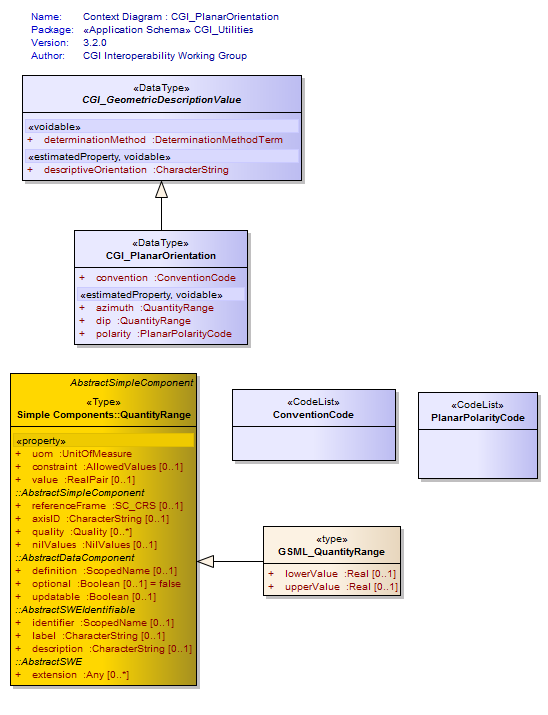 Name: Context Diagram : CGI_PlanarOrientation
Package: «Application Schema» CGI_Utilities
Version: 3.2.0
Author: CGI Interoperability Working Group
«DataType»
CGI_GeometricDescriptionValue
«voidable»
+ determinationMethod :DeterminationMethodTerm
«estimatedProperty, voidable»
+ descriptiveOrientation :CharacterString
«DataType»
CGI_PlanarOrientation
+ convention :ConventionCode
«estimatedProperty, voidable»
+ azimuth :QuantityRange
+ dip :QuantityRange
+ polarity :PlanarPolarityCode
AbstractSimpleComponent
«Type»
Simple Components::QuantityRange
«property»
+ uom :UnitOfMeasure
+ constraint :AllowedValues [0..1]
+ value :RealPair [0..1]
::AbstractSimpleComponent
+ referenceFrame :SC_CRS [0..1]
+ axisID :CharacterString [0..1]
+ quality :Quality [0..*]
+ nilValues :NilValues [0..1]
::AbstractDataComponent
+ definition :ScopedName [0..1]
+ optional :Boolean [0..1] = false
+ updatable :Boolean [0..1]
::AbstractSWEIdentifiable
+ identifier :ScopedName [0..1]
+ label :CharacterString [0..1]
+ description :CharacterString [0..1]
::AbstractSWE
+ extension :Any [0..*]
«CodeList»
ConventionCode
«CodeList»
PlanarPolarityCode
«type»
GSML_QuantityRange
+ lowerValue :Real [0..1]
+ upperValue :Real [0..1]